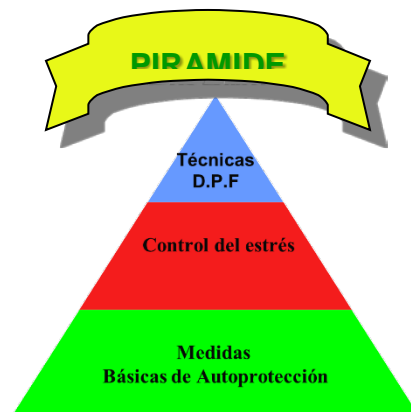 PIRAMIDE
Técnicas
D.P.F
Control del estrés
Medidas
Básicas de Autoprotección